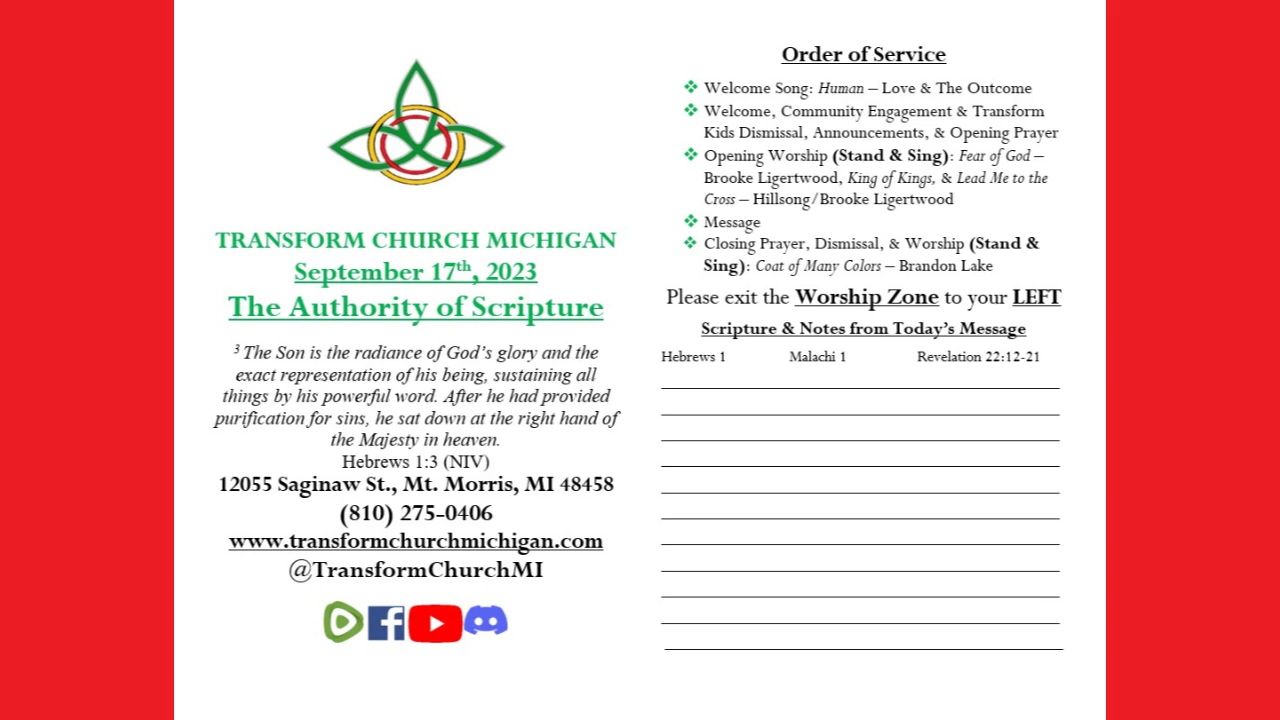 TRANSFORM CHURCH MICHIGAN
September 17th, 2023
The Authority of Scripture
3 The Son is the radiance of God’s glory and the
exact representation of his being, sustaining all
things by his powerful word. After he had provided
purification for sins, he sat down at the right hand of
the Majesty in heaven.
Hebrews 1:3 (NIV)
12055 Saginaw St., Mt. Morris, MI 48458
(810) 275-0406
www.transformchurchmichigan.com
@TransformChurchMI
Order of Service
❖ Welcome Song: Human – Love & The Outcome
❖ Welcome, Community Engagement & Transform
Kids Dismissal, Announcements, & Opening Prayer
❖ Opening Worship (Stand & Sing): Fear of God –
Brooke Ligertwood, King of Kings, & Lead Me to the
Cross – Hillsong/Brooke Ligertwood
❖ Message
❖ Closing Prayer, Dismissal, & Worship (Stand &
Sing): Coat of Many Colors – Brandon Lake
Please exit the Worship Zone to your LEFT
Scripture & Notes from Today’s Message
Hebrews 1 Malachi 1 Revelation 22:12-21